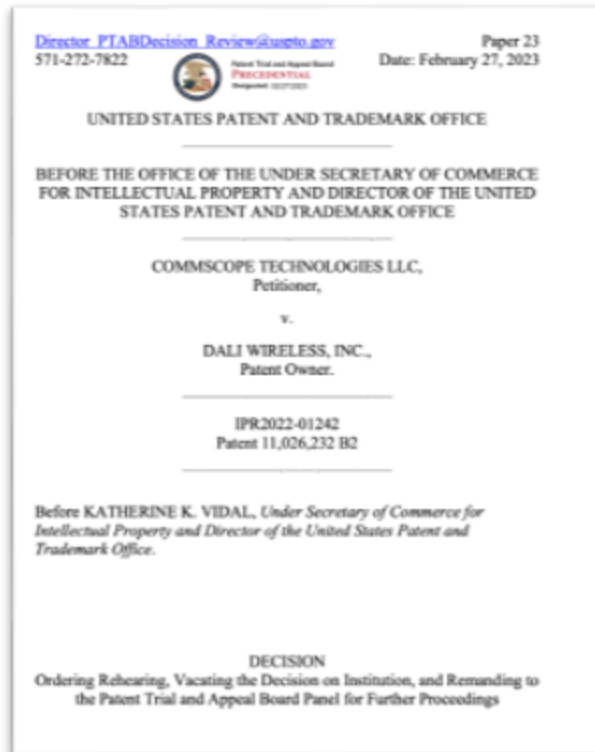 Director_PTABDecision_Review@uspto.gov Paper 23
571-272-7822 Date: February 27, 2023
Patent Trial and Appeal Board
PRECEDENTIAL
Designated: 02/27/2023
UNITED STATES PATENT AND TRADEMARK OFFICE
BEFORE THE OFFICE OF THE UNDER SECRETARY OF COMMERCE
FOR INTELLECTUAL PROPERTY AND DIRECTOR OF THE UNITED
STATES PATENT AND TRADEMARK OFFICE
COMMSCOPE TECHNOLOGIES LLC,
Petitioner,
v.
DALI WIRELESS, INC.,
Patent Owner.
IPR2022-01242
Patent 11,026,232 B2
Before KATHERINE K. VIDAL, Under Secretary of Commerce for
Intellectual Property and Director of the United States Patent and
Trademark Office.
DECISION
Ordering Rehearing, Vacating the Decision on Institution, and Remanding to
the Patent Trial and Appeal Board Panel for Further Proceedings